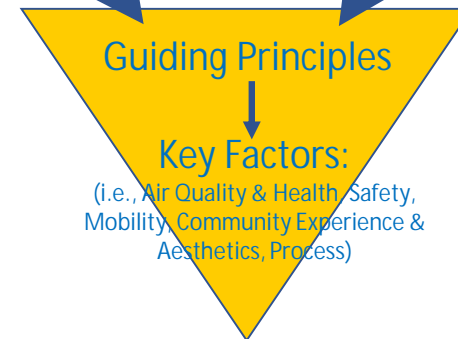 Guiding Principles
Key Factors:
(i.e., Air Quality & Health, Safety,
Mobility, Community Experience &
Aesthetics, Process)